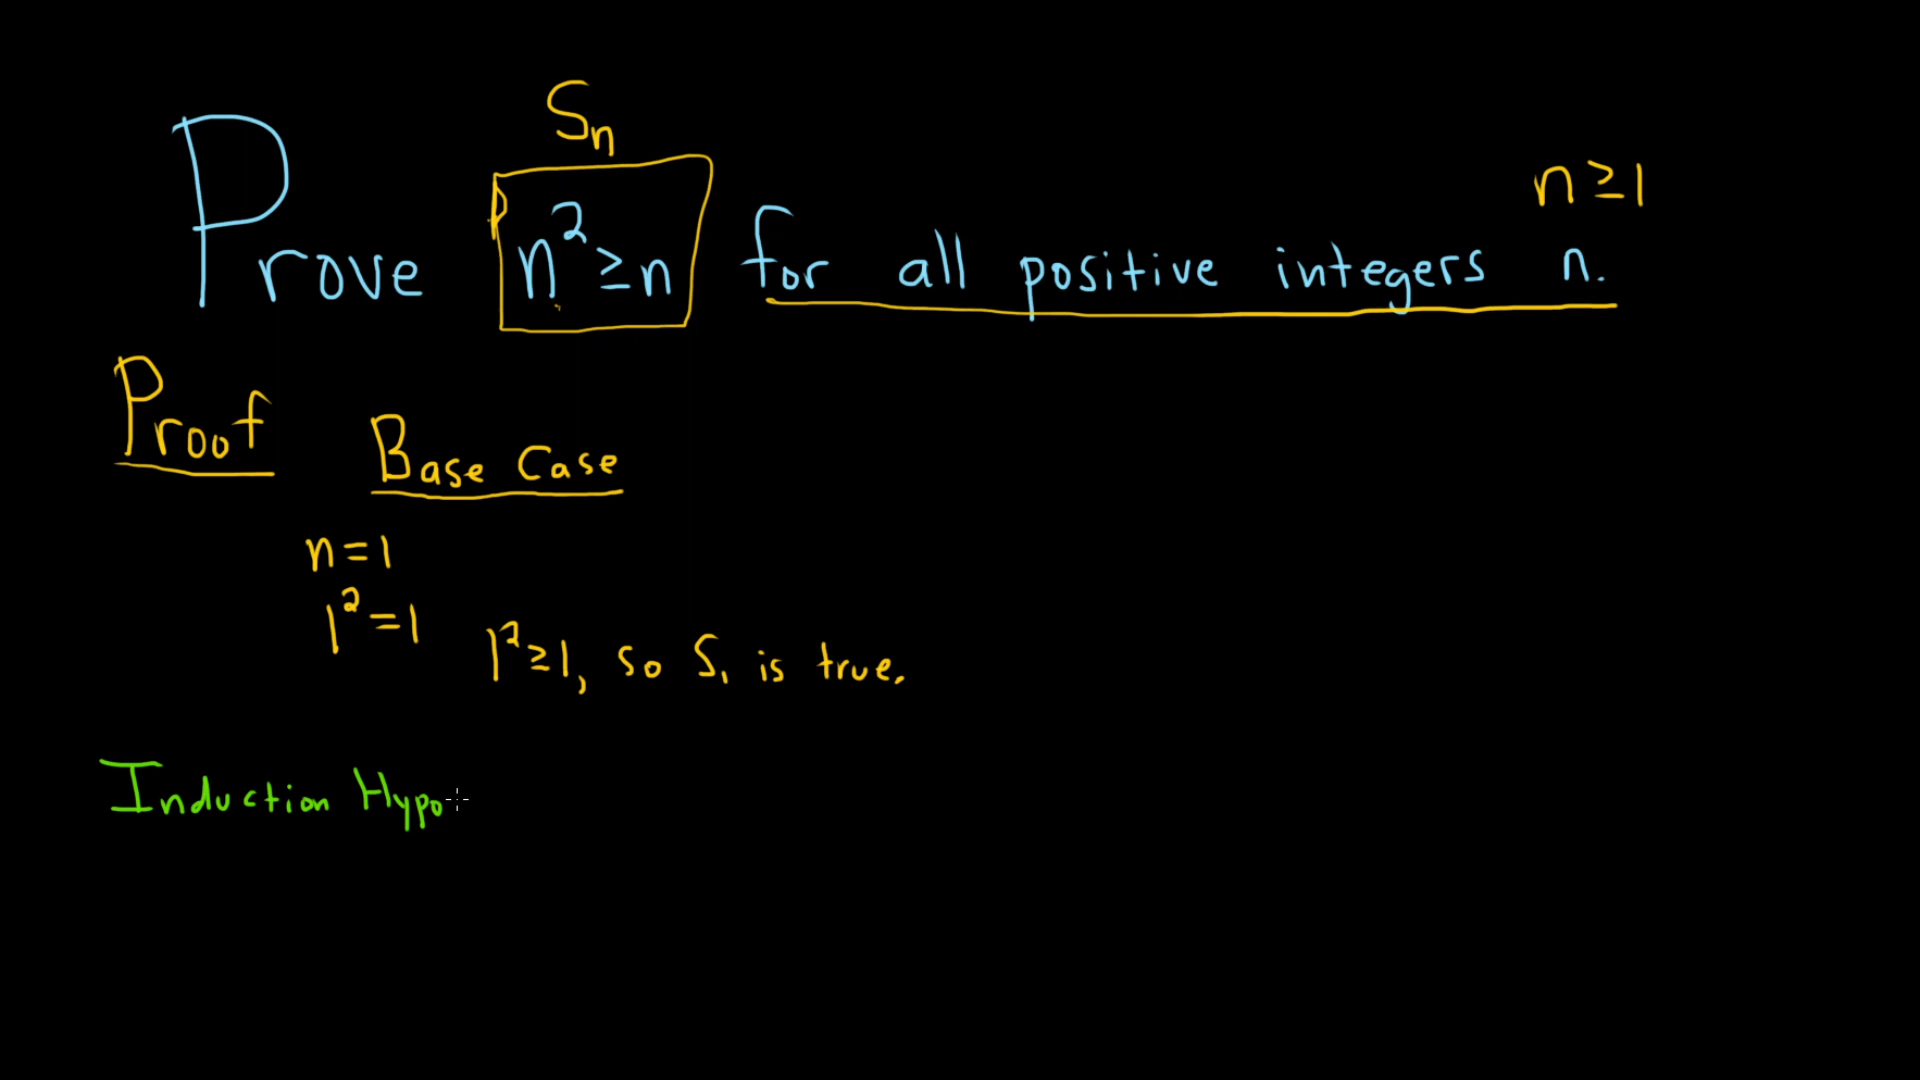 Sₙ
n ≥ 1
Prove n² ≥ n for all positive integers n.
Proof Base Case
n = 1
1² = 1
1² ≥ 1, so S₁ is true.
Induction Hypo